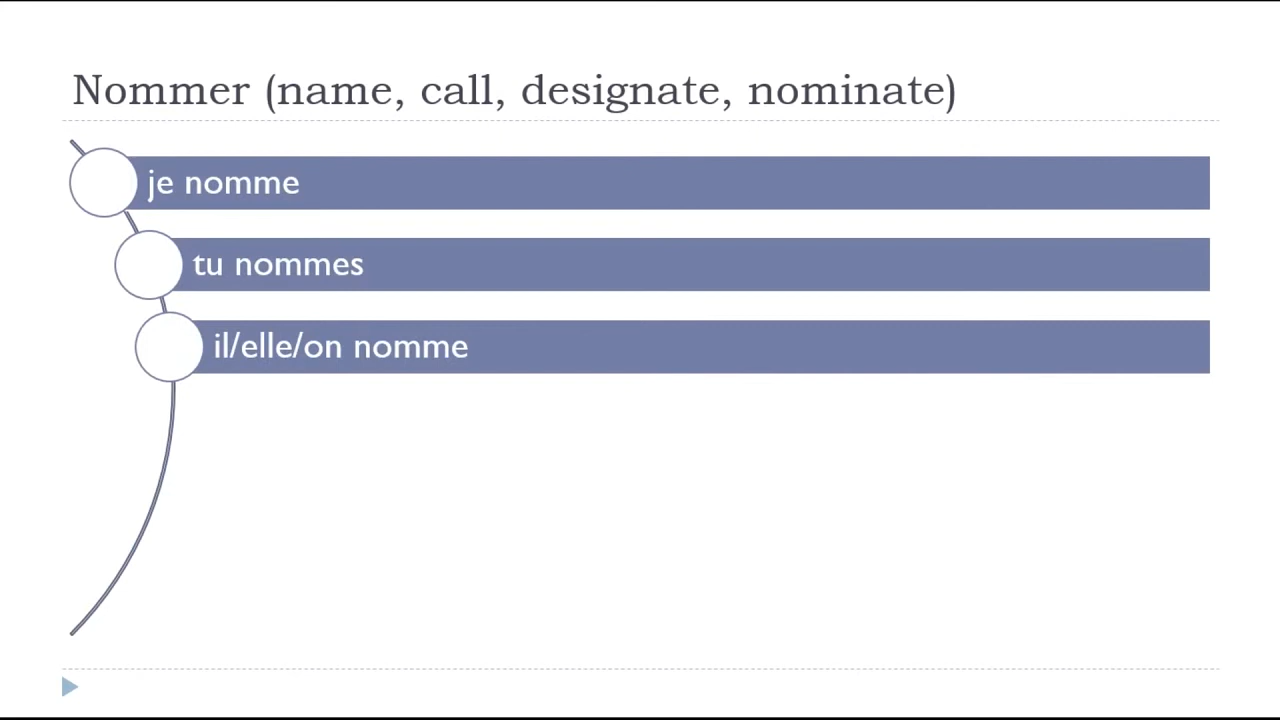 Nommer (name, call, designate, nominate)
je nomme
tu nommes
il/elle/on nomme